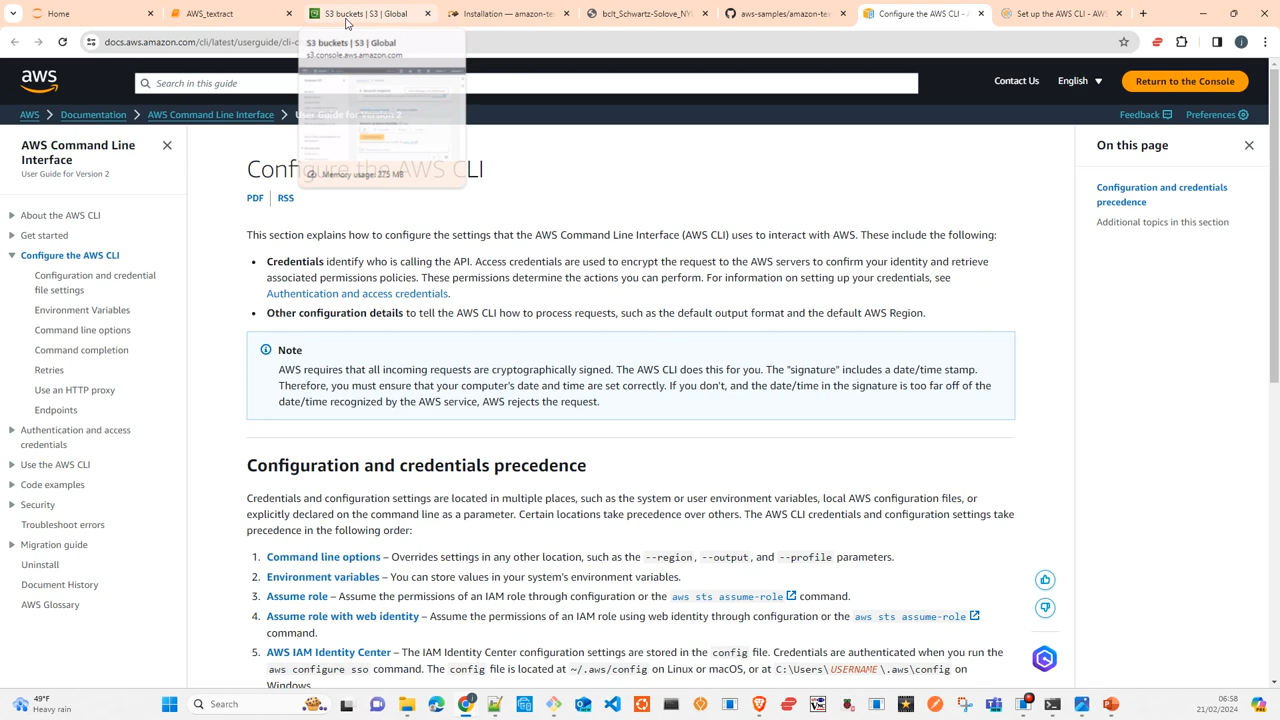 Home
AWS_textract
S3 buckets | S3 | Global
Installation — amazon-te
bclt_Schwartz-Solove_NY
aws-samples/amazon-tex
Configure the AWS CLI - A
Set up the AWS CLI - AWS
docs.aws.amazon.com/cli/latest/userguide/cli-c
S3 buckets | S3 | Global
s3.console.aws.amazon.com
Memory usage: 275 MB
aws
Search in this guide
ct Us
English
Return to the Console
AWS
Documentation
AWS Command Line Interface
User Guide for Version 2
Feedback
Preferences
AWS Command Line
Interface
User Guide for Version 2
About the AWS CLI
Get started
Configure the AWS CLI
Configuration and credential
file settings
Environment Variables
Command line options
Command completion
Retries
Use an HTTP proxy
Endpoints
Authentication and access
credentials
Use the AWS CLI
Code examples
Security
Troubleshoot errors
Migration guide
Uninstall
Document History
AWS Glossary
Configure the AWS CLI
PDF
RSS
This section explains how to configure the settings that the AWS Command Line Interface (AWS CLI) uses to interact with AWS. These include the following:
• Credentials identify who is calling the API. Access credentials are used to encrypt the request to the AWS servers to confirm your identity and retrieve
associated permissions policies. These permissions determine the actions you can perform. For information on setting up your credentials, see
Authentication and access credentials.
• Other configuration details to tell the AWS CLI how to process requests, such as the default output format and the default AWS Region.
Note
AWS requires that all incoming requests are cryptographically signed. The AWS CLI does this for you. The "signature" includes a date/time stamp.
Therefore, you must ensure that your computer's date and time are set correctly. If you don't, and the date/time in the signature is too far off of the
date/time recognized by the AWS service, AWS rejects the request.
Configuration and credentials precedence
Credentials and configuration settings are located in multiple places, such as the system or user environment variables, local AWS configuration files, or
explicitly declared on the command line as a parameter. Certain locations take precedence over others. The AWS CLI credentials and configuration settings take
precedence in the following order:
1. Command line options – Overrides settings in any other location, such as the --region, --output, and --profile parameters.
2. Environment variables – You can store values in your system's environment variables.
3. Assume role – Assume the permissions of an IAM role through configuration or the aws sts assume-role command.
4. Assume role with web identity – Assume the permissions of an IAM role using web identity through configuration or the aws sts assume-role
command.
5. AWS IAM Identity Center – The IAM Identity Center configuration settings are stored in the config file. Credentials are authenticated when you run the
aws configure sso command. The config file is located at ~/.aws/config on Linux or macOS, or at C:\Users\USERNAME\.aws\config on
Windows.
On this page
Configuration and credentials
precedence
Additional topics in this section
49°F
Heavy rain
Search
06:58
21/02/2024